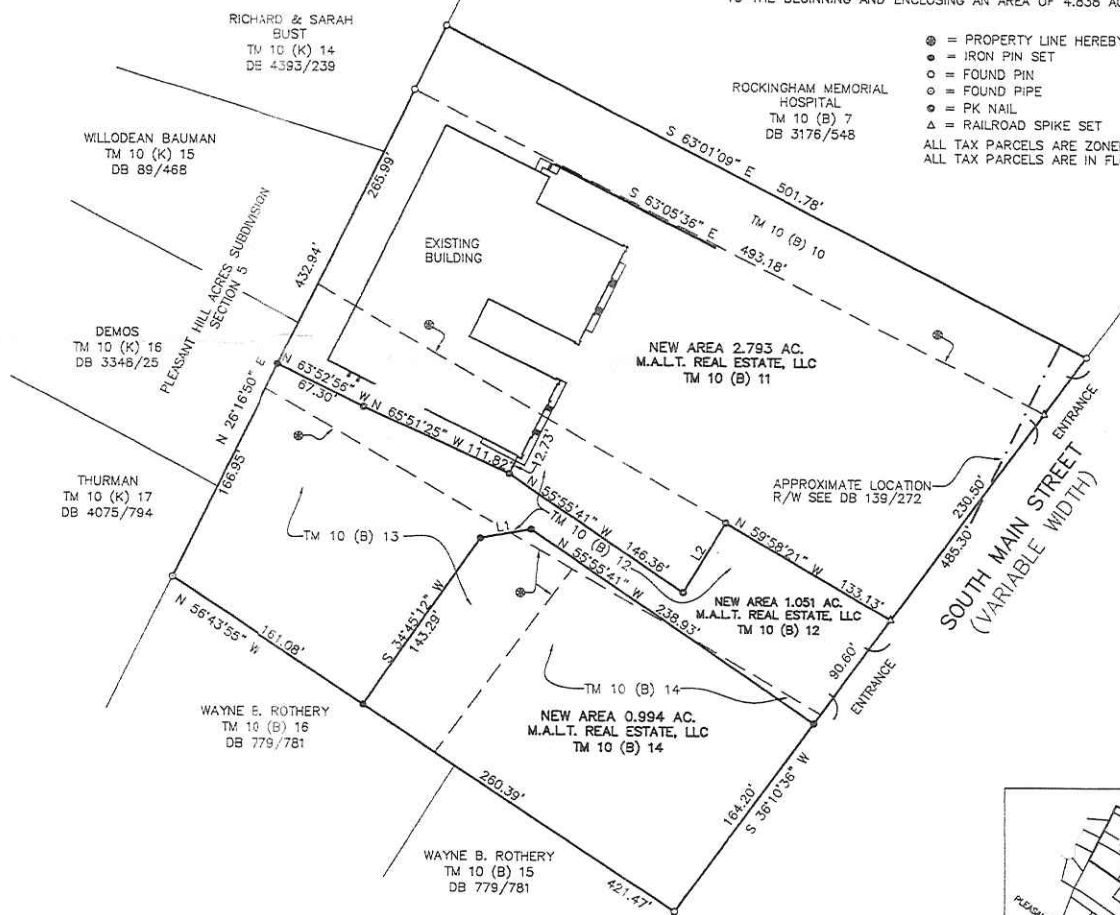 TO THE BEGINNING AND ENCLOSING AN AREA OF 4.838
RICHARD & SARAH
BUST
TM 10 (K) 14
DB 4393/239
= PROPERTY LINE HEREBY
= IRON PIN SET
= FOUND PIN
= FOUND PIPE
= PK NAIL
= RAILROAD SPIKE SET
ALL TAX PARCELS ARE ZONED
ALL TAX PARCELS ARE IN
ROCKINGHAM MEMORIAL
HOSPITAL
TM 10 (B) 7
DB 3176/548
WILLODEAN BAUMAN
TM 10 (K) 15
DB 89/468
S 63°01'09" E
501.78'
265.99'
S 63°05'36" E
493.18'
TM 10 (B) 10
PLEASANT HILL ACRES SUBDIVISION
SECTION 5
432.94'
EXISTING
BUILDING
DEMOS
TM 10 (K) 16
DB 3348/25
NEW AREA 2.793 AC.
M.A.L.T. REAL ESTATE, LLC
TM 10 (B) 11
N 26°16'50" E
N 63°52'56" W
67.30'
N 65°51'25" W 111.82'
12.73'
ENTRANCE
THURMAN
TM 10 (K) 17
DB 4075/794
166.95'
APPROXIMATE LOCATION
R/W SEE DB 139/272
230.50'
485.30'
SOUTH MAIN STREET
(VARIABLE WIDTH)
TM 10 (B) 13
L1
N 55°55'41" W
146.36'
TM 10 (B) 12
L2
N 59°58'21" W
133.13'
N 55°55'41" W
238.93'
NEW AREA 1.051 AC.
M.A.L.T. REAL ESTATE, LLC
TM 10 (B) 12
90.60'
ENTRANCE
S 34°45'12" W
143.29'
N 56°43'55" W
161.08'
TM 10 (B) 14
NEW AREA 0.994 AC.
M.A.L.T. REAL ESTATE, LLC
TM 10 (B) 14
WAYNE B. ROTHERY
TM 10 (B) 16
DB 779/781
260.39'
164.20'
S 36°10'36" W
WAYNE B. ROTHERY
TM 10 (B) 15
DB 779/781
421.47'